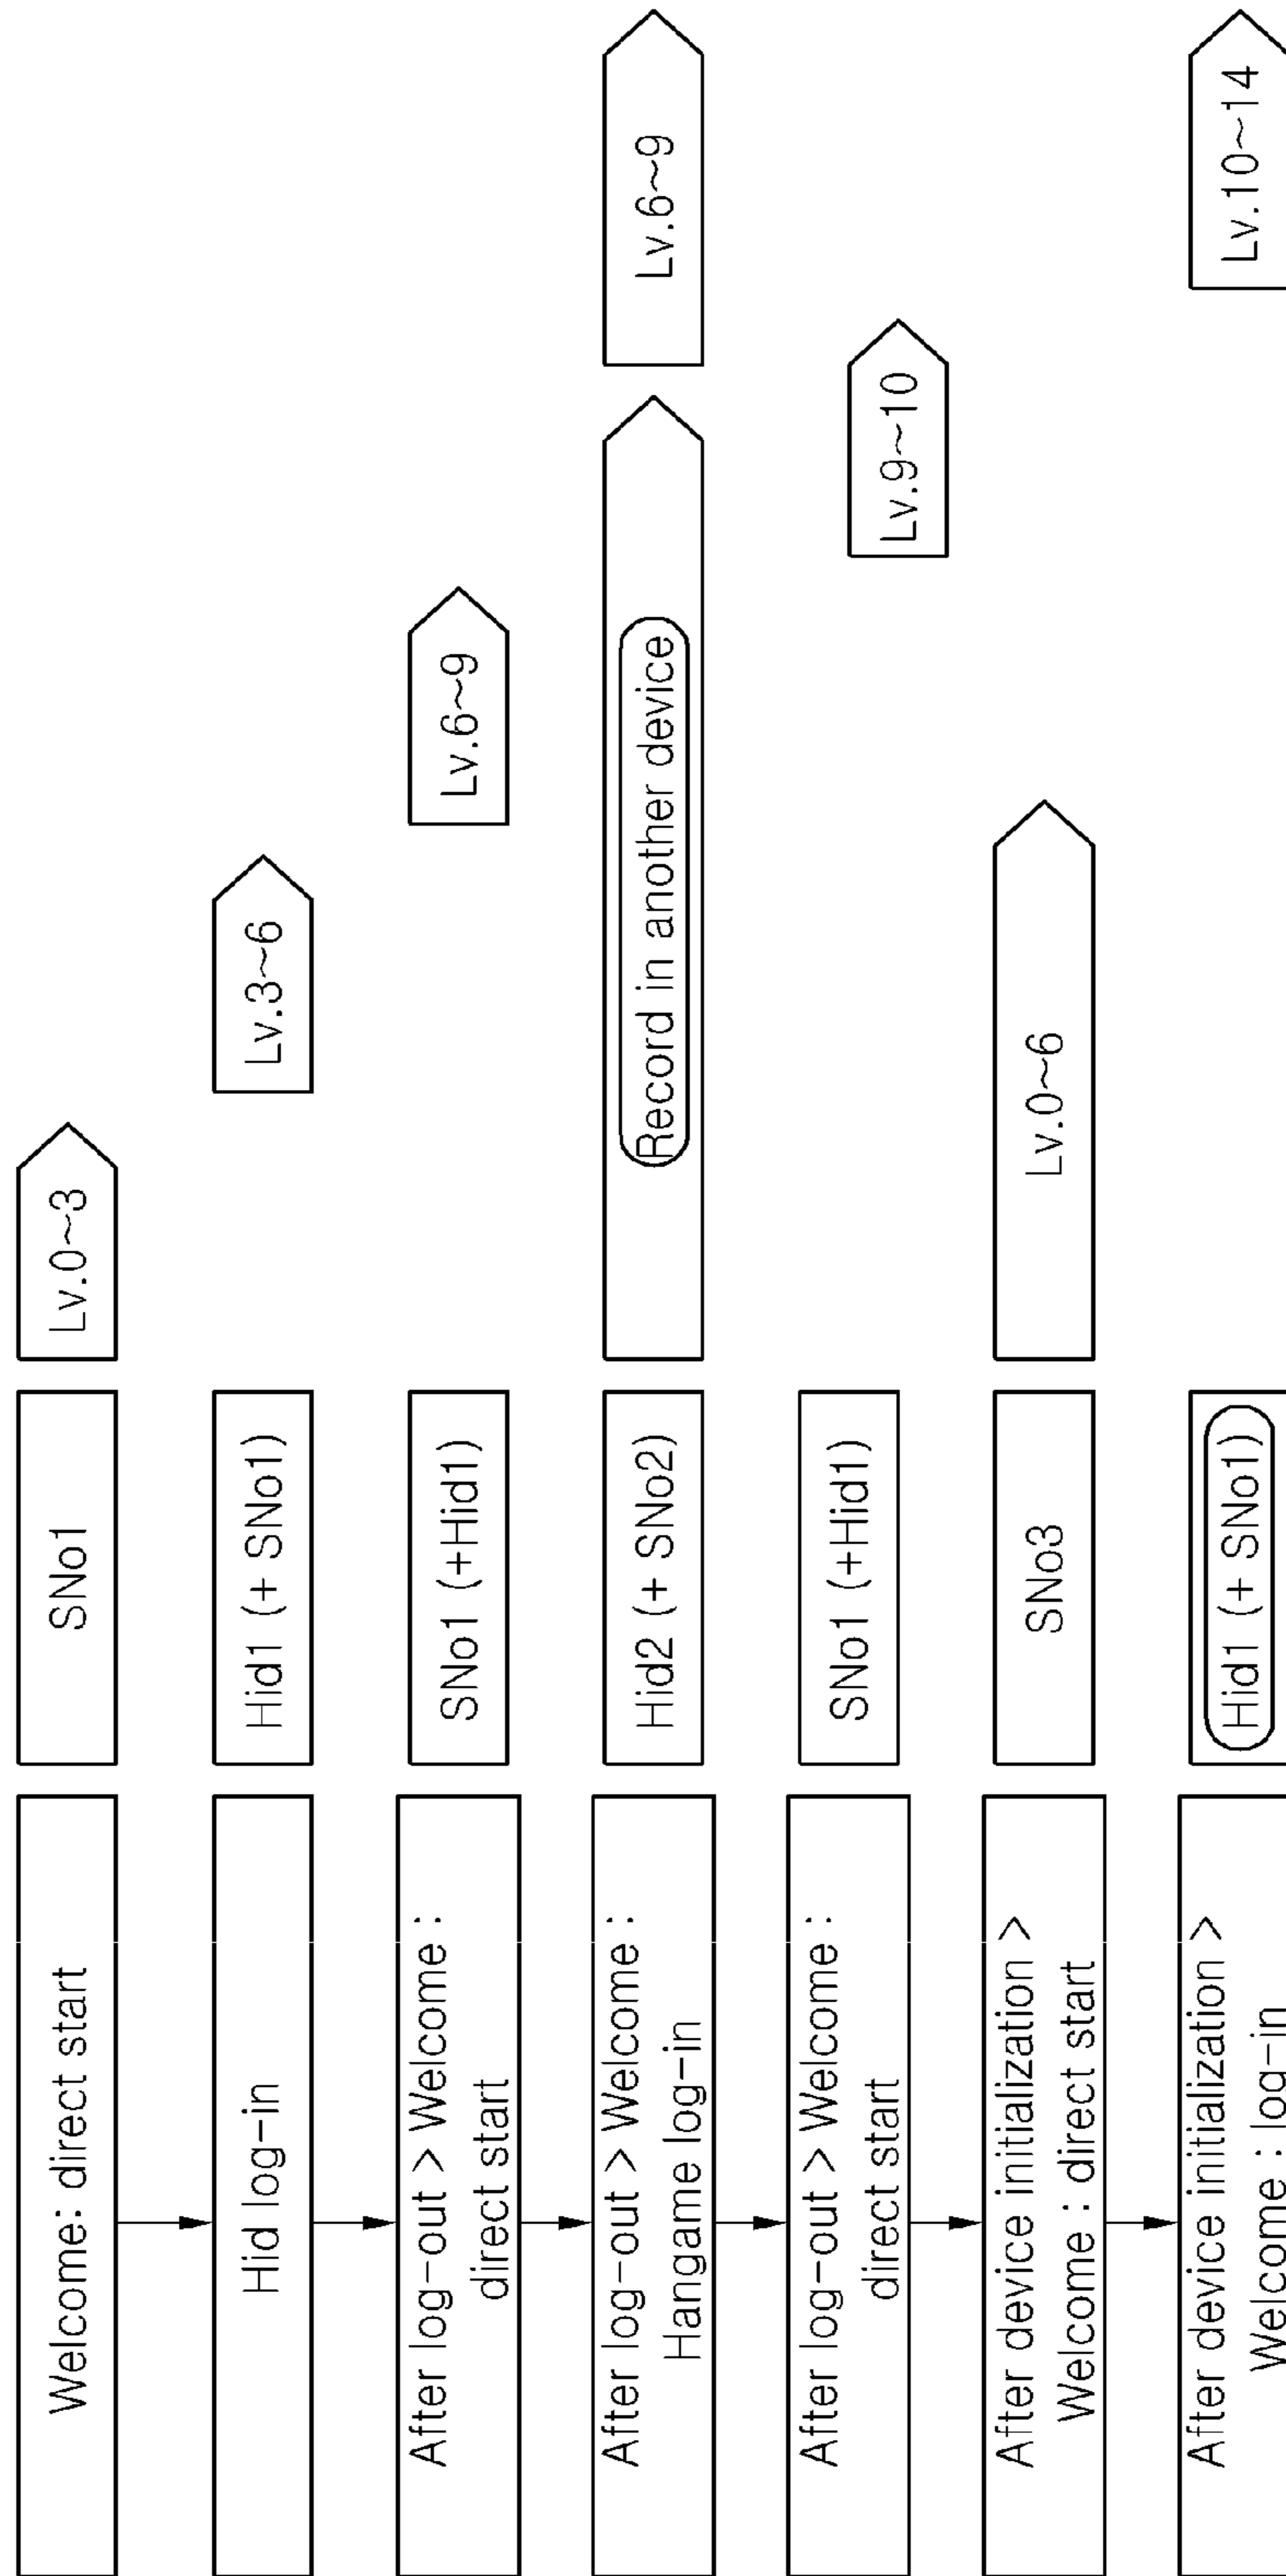 Welcome: direct start
SNo1
Lv.0~3
Hid log-in
Hid1 (+ SNo1)
Lv.3~6
After log-out > Welcome :
direct start
SNo1 (+Hid1)
Lv.6~9
After log-out > Welcome :
Hangame log-in
Hid2 (+ SNo2)
Record in another device
Lv.6~9
After log-out > Welcome :
direct start
SNo1 (+Hid1)
Lv.9~10
After device initialization >
Welcome : direct start
SNo3
Lv.0~6
After device initialization >
Welcome : log-in
Hid1 (+ SNo1)
Lv.10~14